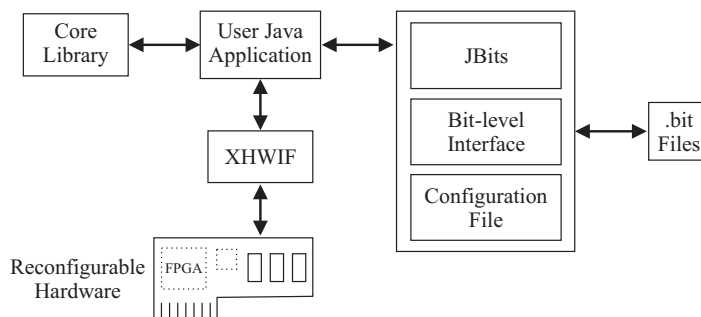 Core
Library
User Java
Application
JBits
Bit-level
Interface
.bit
Files
XHWIF
Configuration
File
Reconfigurable
Hardware
FPGA